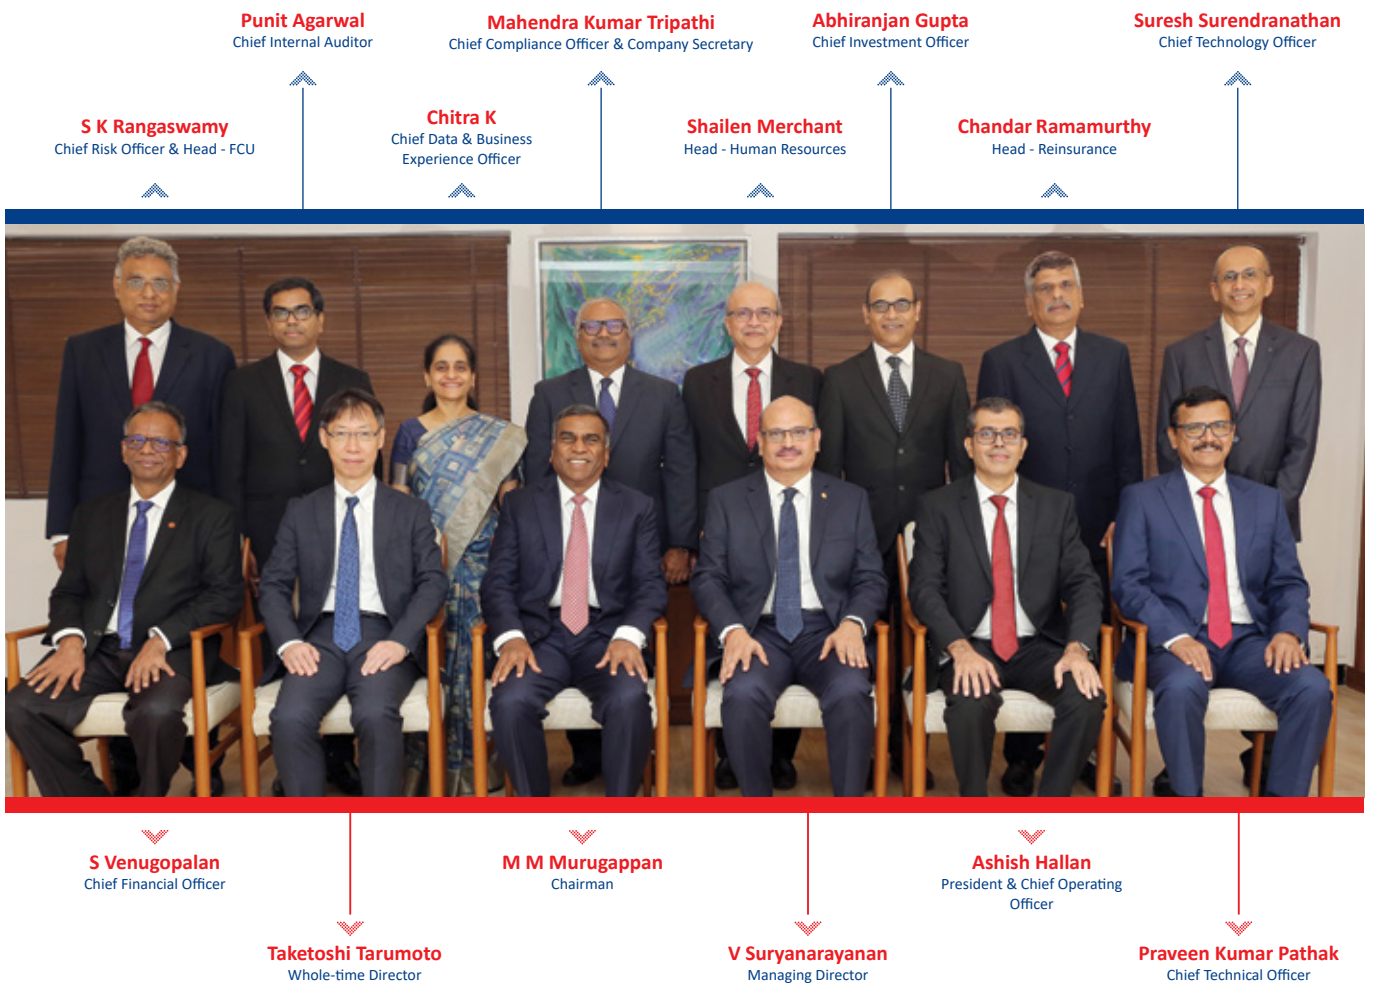 Punit Agarwal
Chief Internal Auditor
Mahendra Kumar Tripathi
Chief Compliance Officer & Company Secretary
Abhiranjan Gupta
Chief Investment Officer
Suresh Surendranathan
Chief Technology Officer
S K Rangaswamy
Chief Risk Officer & Head - FCU
Chitra K
Chief Data & Business
Experience Officer
Shailen Merchant
Head - Human Resources
Chandar Ramamurthy
Head - Reinsurance
S Venugopalan
Chief Financial Officer
M M Murugappan
Chairman
Ashish Hallan
President & Chief Operating
Officer
Taketoshi Tarumoto
Whole-time Director
V Suryanarayanan
Managing Director
Praveen Kumar Pathak
Chief Technical Officer